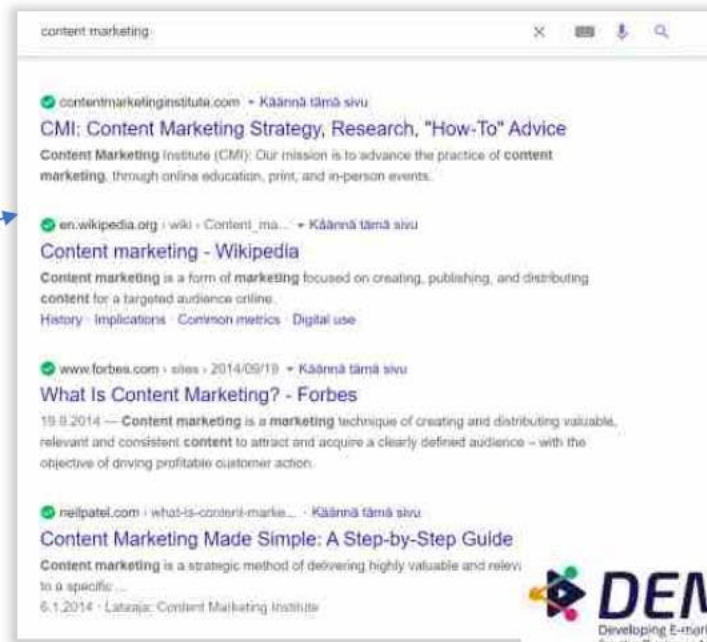 content marketing
contentmarketinginstitute.com Käännä tämä sivu
CMI: Content Marketing Strategy, Research, "How-To" Advice
Content Marketing Institute (CMI): Our mission is to advance the practice of content
marketing, through online education, print, and in-person events.
en.wikipedia.org › wiki › Content_ma... Käännä tämä sivu
Content marketing - Wikipedia
Content marketing is a form of marketing focused on creating, publishing, and distributing
content for a targeted audience online.
History · Implications · Common metrics · Digital use
www.forbes.com › sites › 2014/09/19 Käännä tämä sivu
What Is Content Marketing? - Forbes
19.9.2014 — Content marketing is a marketing technique of creating and distributing valuable,
relevant and consistent content to attract and acquire a clearly defined audience – with the
objective of driving profitable customer action.
neilpatel.com › what-is-content-marke... Käännä tämä sivu
Content Marketing Made Simple: A Step-by-Step Guide
Content marketing is a strategic method of delivering highly valuable and relev
to a specific ...
6.1.2014 · Lataaja: Content Marketing Institute
DEM
Developing E-mark